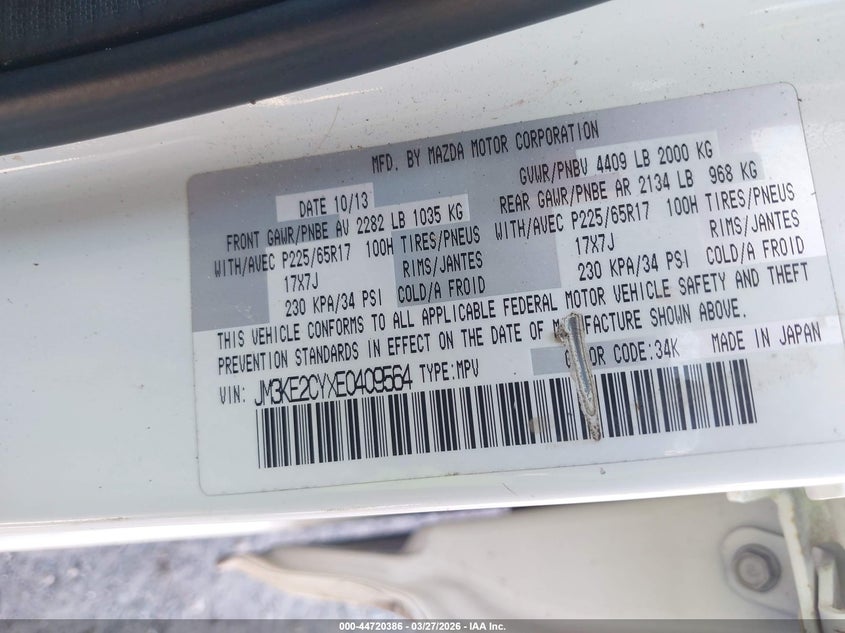 MFD. BY MAZDA MOTOR CORPORATION
DATE 10/13
GVWR/PNBV 4409 LB 2000 KG
FRONT GAWR/PNBE AV 2282 LB 1035 KG
REAR GAWR/PNBE AR 2134 LB 968 KG
WITH/AVEC P225/65R17 100H TIRES/PNEUS
WITH/AVEC P225/65R17 100H TIRES/PNEUS
17X7J RIMS/JANTES
17X7J RIMS/JANTES
230 KPA/34 PSI COLD/A FROID
230 KPA/34 PSI COLD/A FROID
THIS VEHICLE CONFORMS TO ALL APPLICABLE FEDERAL MOTOR VEHICLE SAFETY AND THEFT
PREVENTION STANDARDS IN EFFECT ON THE DATE OF MANUFACTURE SHOWN ABOVE.
COLOR CODE:34K MADE IN JAPAN
VIN: JM3KE2CYXE0409564 TYPE:MPV
000-44720386 - 03/27/2026 - IAA Inc.